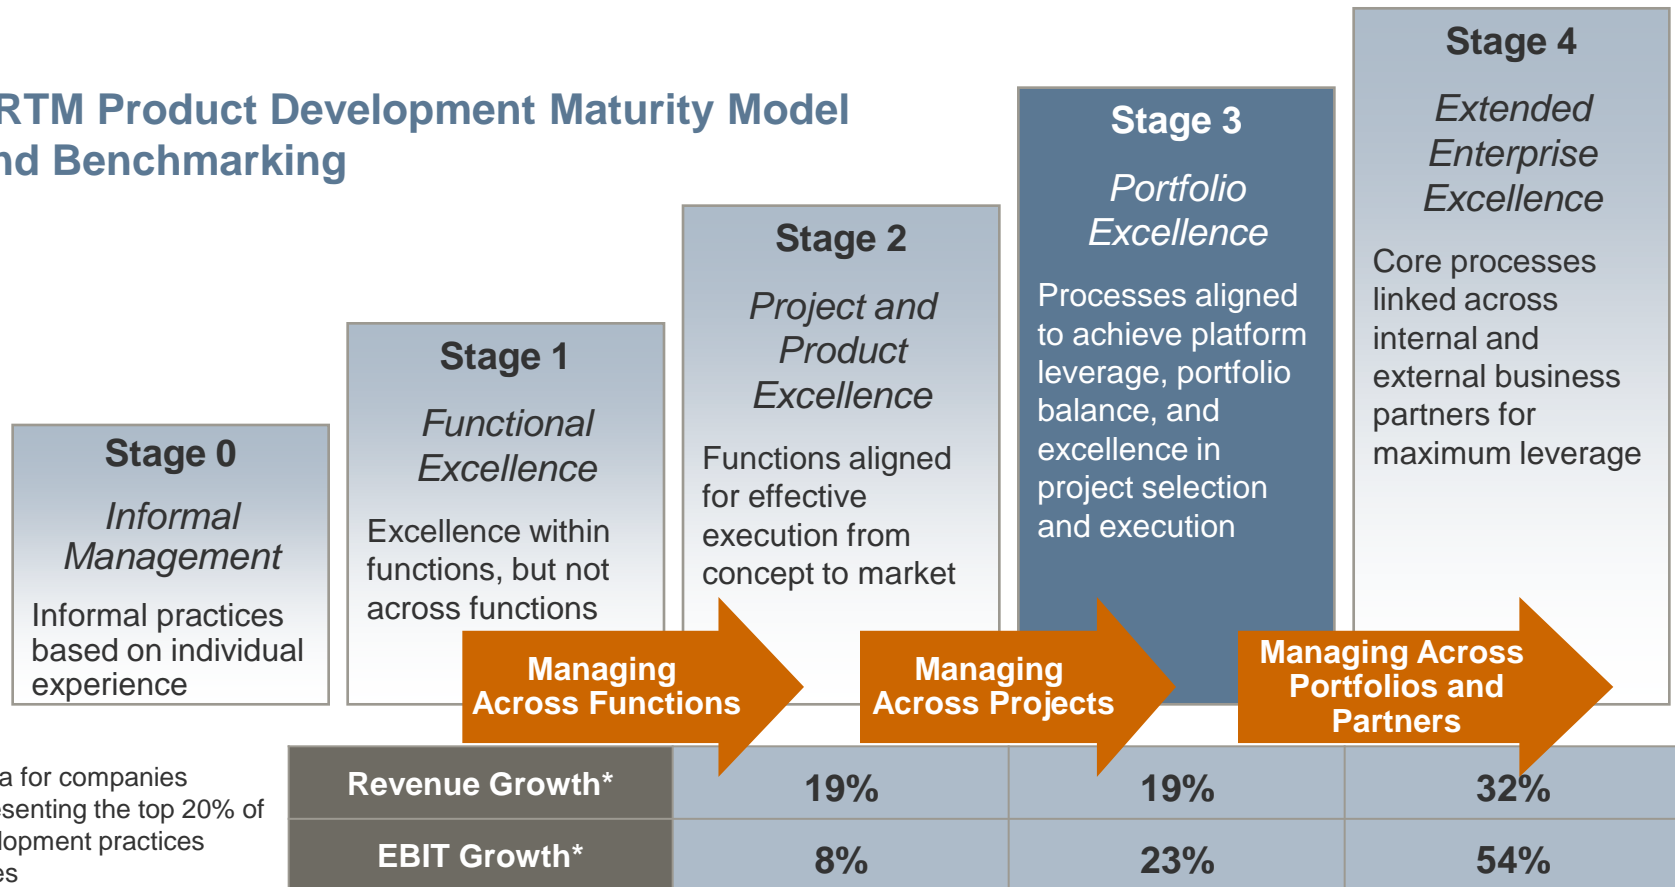 RTM Product Development Maturity Model
nd Benchmarking
Stage 0
Informal
Management
Informal practices
based on individual
experience
Stage 1
Functional
Excellence
Excellence within
functions, but not
across functions
Stage 2
Project and
Product
Excellence
Functions aligned
for effective
execution from
concept to market
Stage 3
Portfolio
Excellence
Processes aligned
to achieve platform
leverage, portfolio
balance, and
excellence in
project selection
and execution
Stage 4
Extended
Enterprise
Excellence
Core processes
linked across
internal and
external business
partners for
maximum leverage
Managing
Across Functions
Managing
Across Projects
Managing Across
Portfolios and
Partners
a for companies
esenting the top 20% of
lopment practices
es
Revenue Growth* 19% 19% 32%
EBIT Growth* 8% 23% 54%